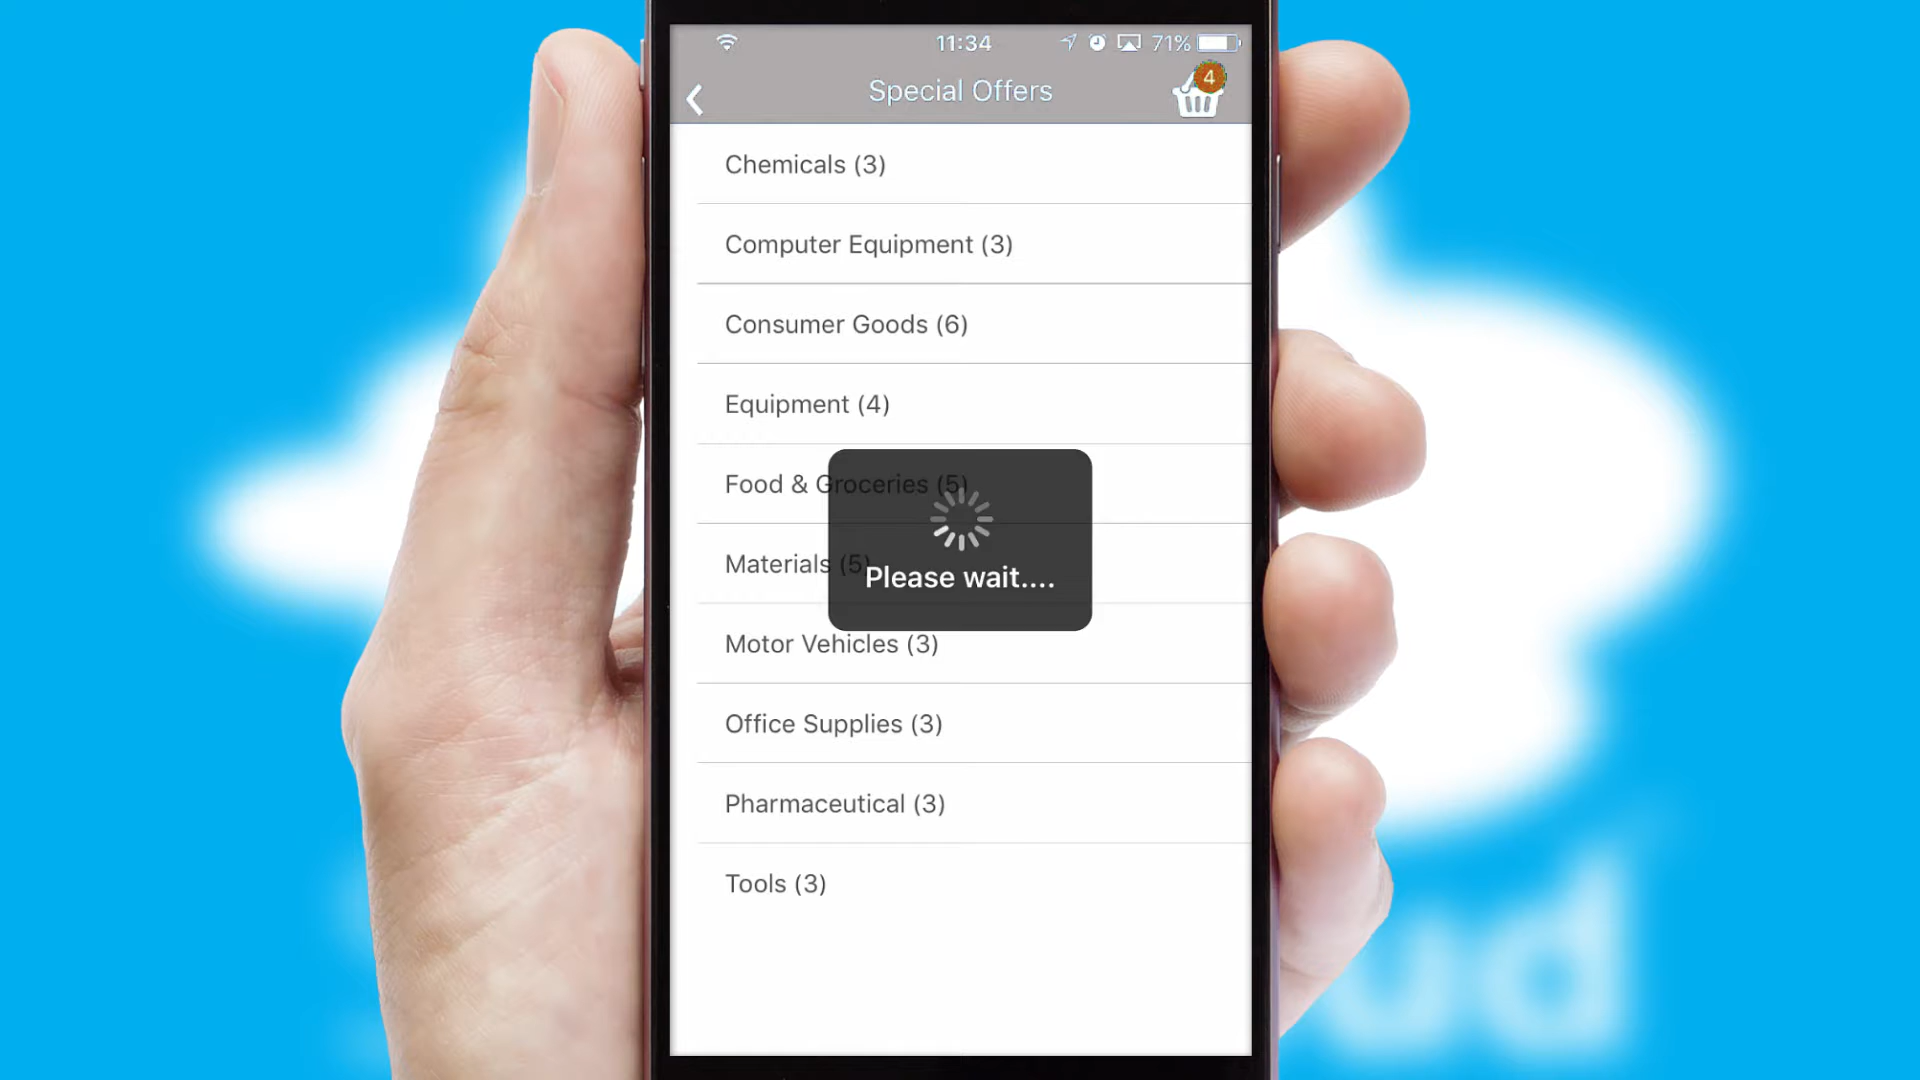 11:34
71%
Special Offers
4
Chemicals (3)
Computer Equipment (3)
Consumer Goods (6)
Equipment (4)
Food & Groceries (5)
Materials (5)
Please wait....
Motor Vehicles (3)
Office Supplies (3)
Pharmaceutical (3)
Tools (3)
ud